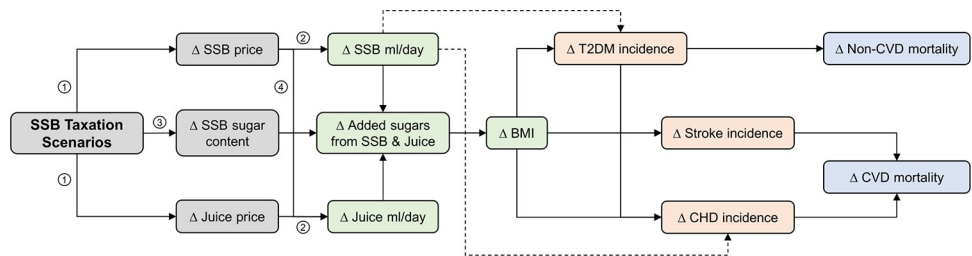 Δ SSB price
②
Δ SSB ml/day
Δ T2DM incidence
Δ Non-CVD mortality
①
④
SSB Taxation
Scenarios
③
Δ SSB sugar
content
Δ Added sugars
from SSB & Juice
Δ BMI
Δ Stroke incidence
Δ CVD mortality
①
Δ Juice price
②
Δ Juice ml/day
Δ CHD incidence